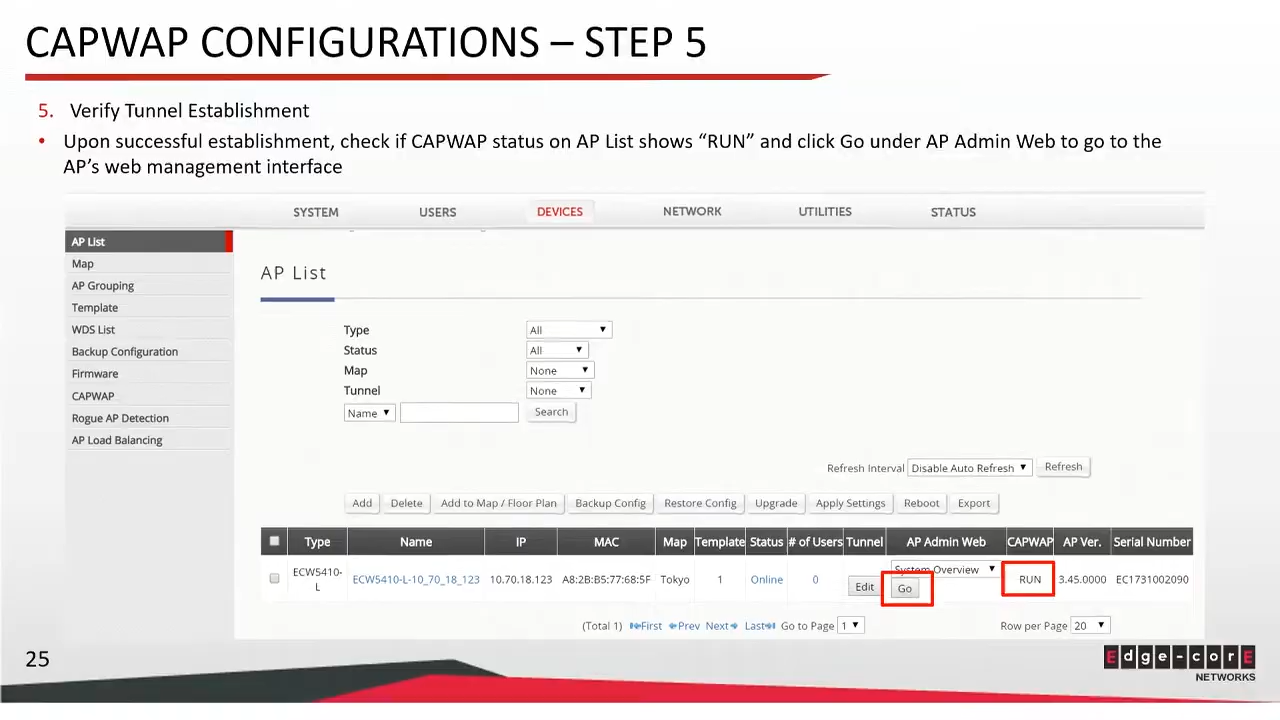 CAPWAP CONFIGURATIONS – STEP 5
5. Verify Tunnel Establishment
• Upon successful establishment, check if CAPWAP status on AP List shows “RUN” and click Go under AP Admin Web to go to the
AP’s web management interface
SYSTEM USERS DEVICES NETWORK UTILITIES STATUS
AP List
Map
AP Grouping
Template
WDS List
Backup Configuration
Firmware
CAPWAP
Rogue AP Detection
AP Load Balancing
AP List
Type All
Status All
Map None
Tunnel None
Name Search
Refresh Interval Disable Auto Refresh Refresh
Add Delete Add to Map / Floor Plan Backup Config Restore Config Upgrade Apply Settings Reboot Export
Type Name IP MAC Map Template Status # of Users Tunnel AP Admin Web CAPWAP AP Ver. Serial Number
ECW5410-
L
ECW5410-L-10_70_18_123 10.70.18.123 A8:2B:B5:77:68:5F Tokyo 1 Online 0 Edit System Overview Go RUN 3.45.0000 EC1731002090
(Total 1) First Prev Next Last Go to Page 1 Row per Page 20
25
Edge-corE
NETWORKS